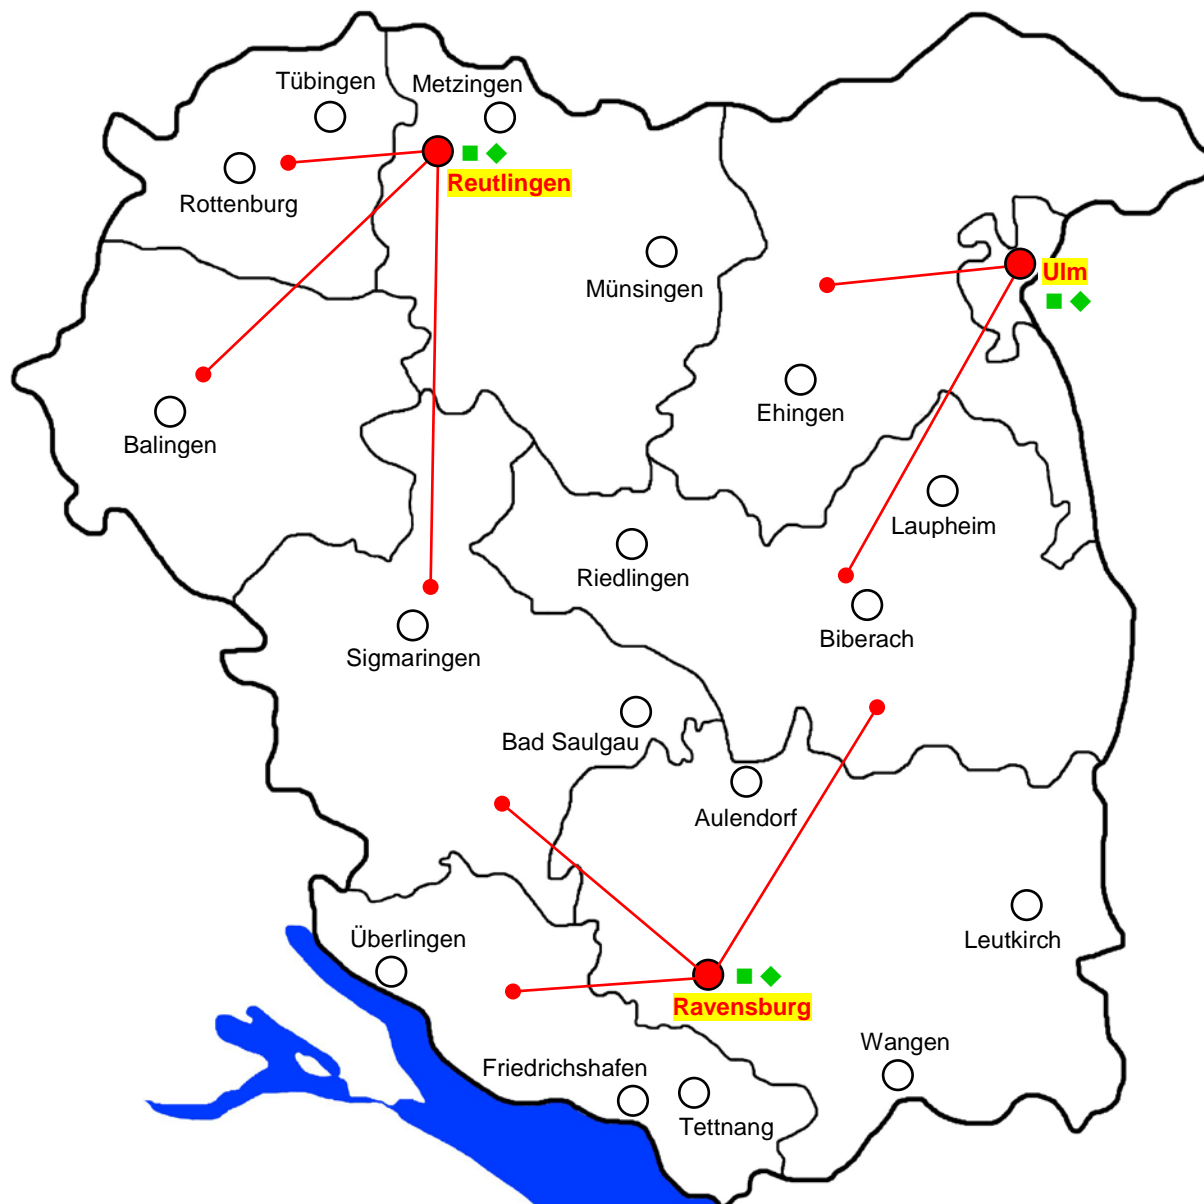 Tübingen
Metzingen
Reutlingen
Rottenburg
Ulm
Münsingen
Ehingen
Balingen
Laupheim
Riedlingen
Biberach
Sigmaringen
Bad Saulgau
Aulendorf
Überlingen
Leutkirch
Ravensburg
Wangen
Friedrichshafen
Tettnang